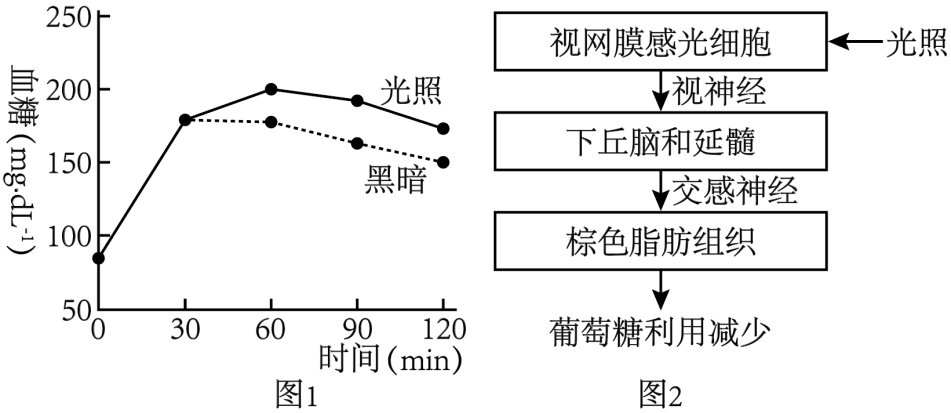 250
200
150
100
50
血糖(mg·dL-1)
0 30 60 90 120
时间(min)
光照
黑暗
图1
视网膜感光细胞
光照
视神经
下丘脑和延髓
交感神经
棕色脂肪组织
葡萄糖利用减少
图2